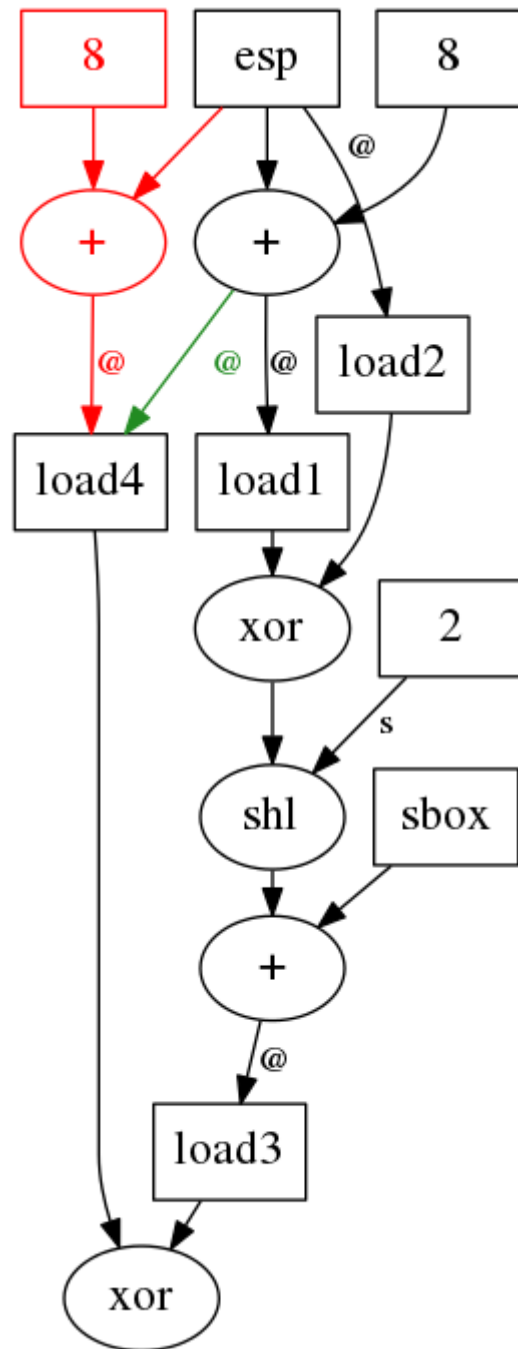 8 esp 8
@
+ +
@ @ @
load2
load4 load1
xor
2
s
shl
sbox
+
@
load3
xor